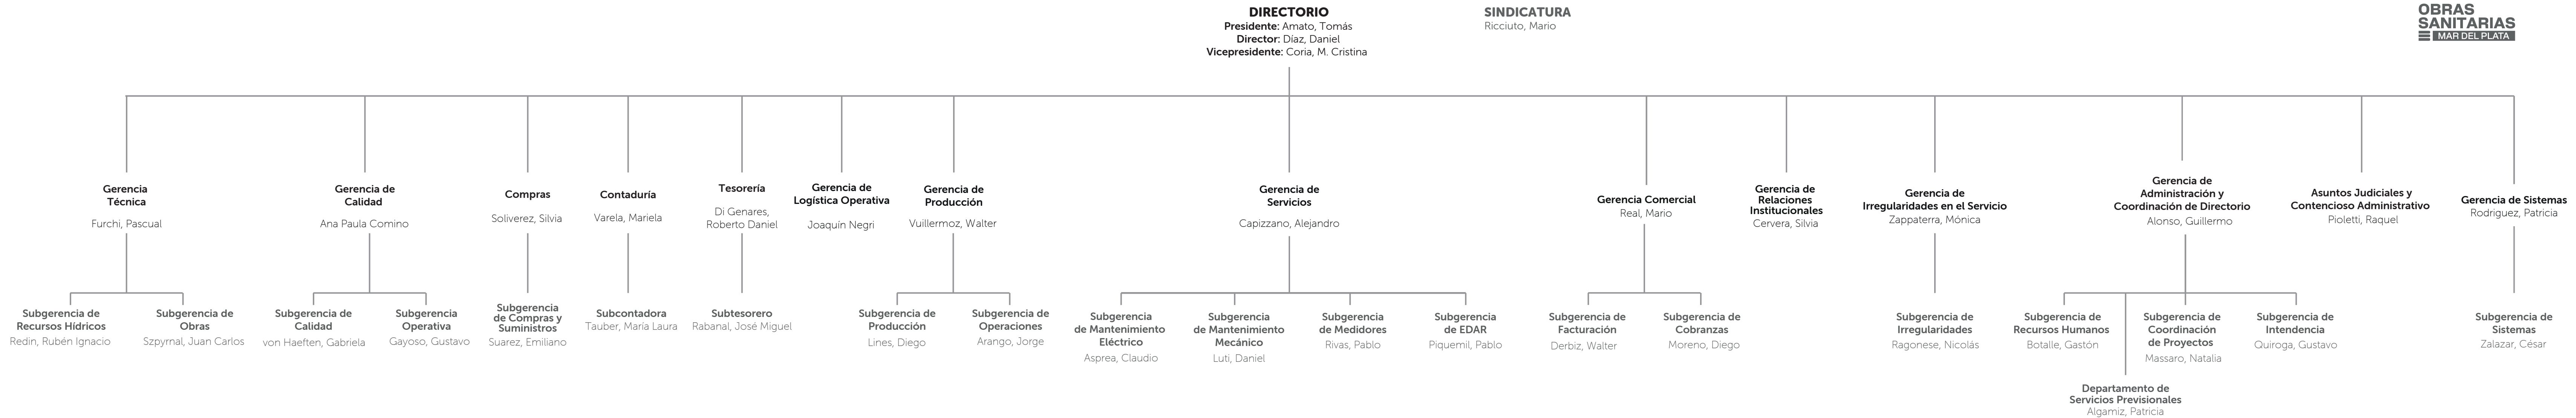 DIRECTORIO
Presidente: Amato, Tomás
Director: Díaz, Daniel
Vicepresidente: Coria, M. Cristina
SINDICATURA
Ricciuto, Mario
OBRAS
SANITARIAS
MAR DEL PLATA
Gerencia
Técnica
Furchi, Pascual
Gerencia de
Calidad
Ana Paula Comino
Compras
Soliverez, Silvia
Contaduría
Varela, Mariela
Tesorería
Di Genares,
Roberto Daniel
Gerencia de
Logística Operativa
Joaquín Negri
Gerencia de
Producción
Vuillermoz, Walter
Gerencia de
Servicios
Capizzano, Alejandro
Gerencia Comercial
Real, Mario
Gerencia de
Relaciones
Institucionales
Cervera, Silvia
Gerencia de
Irregularidades en el Servicio
Zappaterra, Mónica
Gerencia de
Administración y
Coordinación de Directorio
Alonso, Guillermo
Asuntos Judiciales y
Contencioso Administrativo
Pioletti, Raquel
Gerencia de Sistemas
Rodriguez, Patricia
Subgerencia de
Recursos Hídricos
Redin, Rubén Ignacio
Subgerencia de
Obras
Szpyrnal, Juan Carlos
Subgerencia de
Calidad
von Haeften, Gabriela
Subgerencia
Operativa
Gayoso, Gustavo
Subgerencia
de Compras y
Suministros
Suarez, Emiliano
Subcontadora
Tauber, María Laura
Subtesorero
Rabanal, José Miguel
Subgerencia de
Producción
Lines, Diego
Subgerencia de
Operaciones
Arango, Jorge
Subgerencia
de Mantenimiento
Eléctrico
Asprea, Claudio
Subgerencia
de Mantenimiento
Mecánico
Luti, Daniel
Subgerencia
de Medidores
Rivas, Pablo
Subgerencia
de EDAR
Piquemil, Pablo
Subgerencia de
Facturación
Derbiz, Walter
Subgerencia de
Cobranzas
Moreno, Diego
Subgerencia de
Irregularidades
Ragonese, Nicolás
Subgerencia de
Recursos Humanos
Botalle, Gastón
Subgerencia de
Coordinación
de Proyectos
Massaro, Natalia
Subgerencia de
Intendencia
Quiroga, Gustavo
Subgerencia de
Sistemas
Zalazar, César
Departamento de
Servicios Previsionales
Algamiz, Patricia